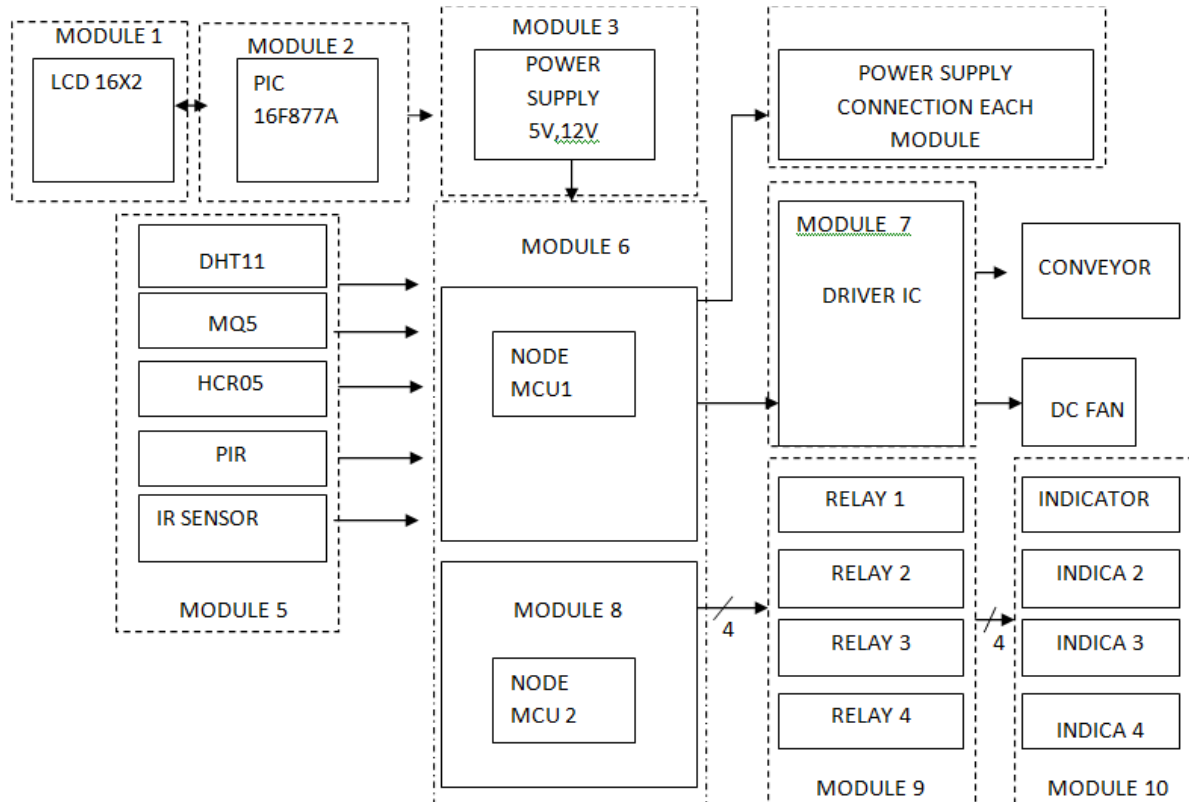 MODULE 1
LCD 16X2
MODULE 2
PIC
16F877A
MODULE 3
POWER
SUPPLY
5V,12V
POWER SUPPLY
CONNECTION EACH
MODULE
DHT11
MQ5
HCR05
PIR
IR SENSOR
MODULE 5
MODULE 6
NODE
MCU1
MODULE 7
DRIVER IC
CONVEYOR
DC FAN
MODULE 8
NODE
MCU 2
4
RELAY 1
RELAY 2
RELAY 3
RELAY 4
MODULE 9
4
INDICATOR
INDICA 2
INDICA 3
INDICA 4
MODULE 10